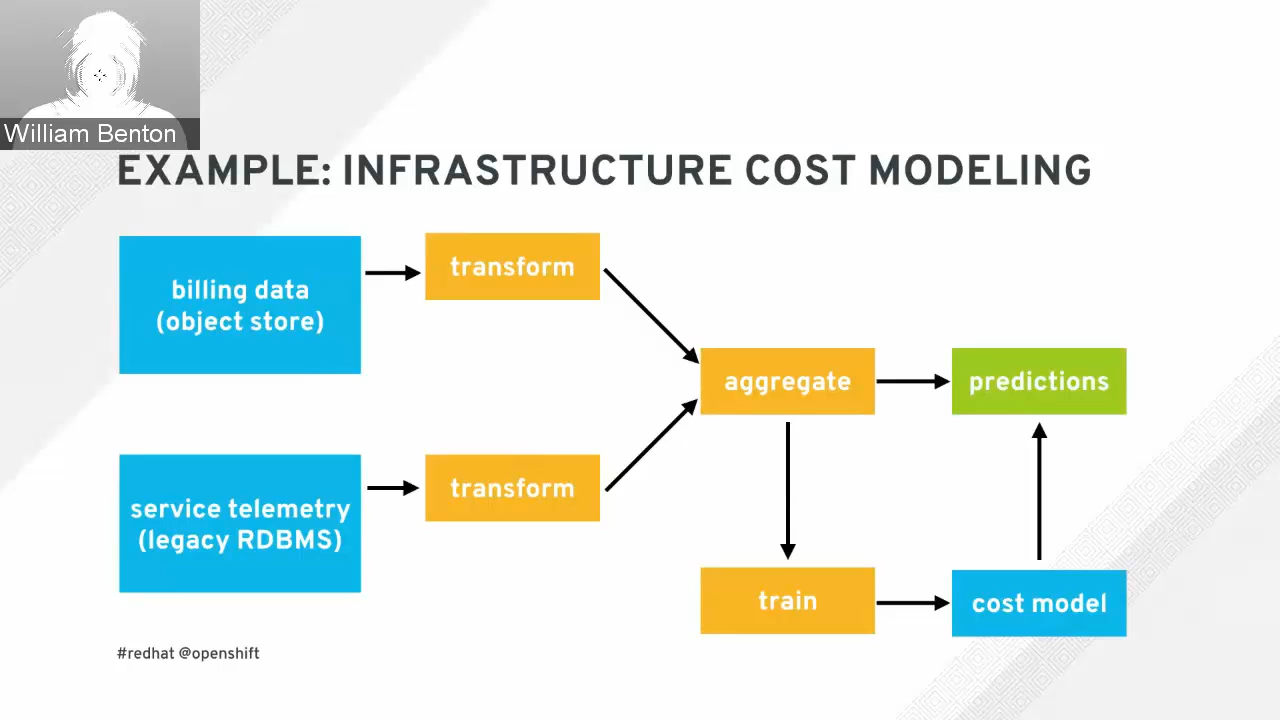 William Benton
EXAMPLE: INFRASTRUCTURE COST MODELING
billing data
(object store)
transform
service telemetry
(legacy RDBMS)
transform
aggregate
predictions
train
cost model
#redhat @openshift